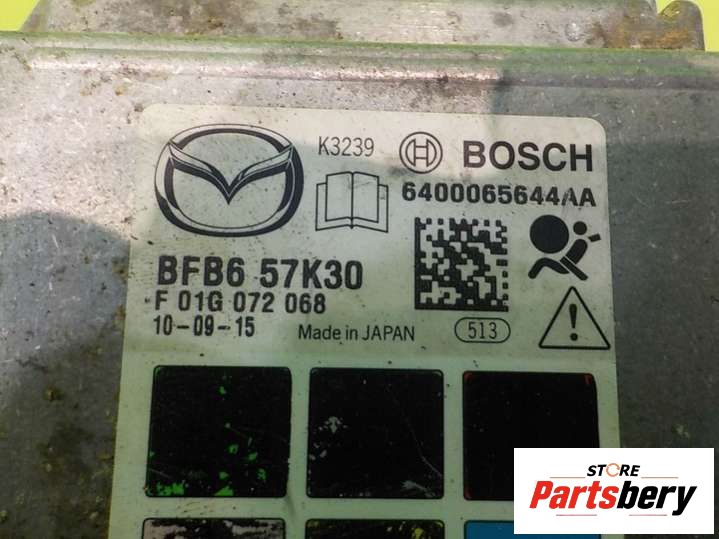 K3239
BOSCH
6400065644AA
BFB6 57K30
F 01G 072 068
10-09-15
Made in JAPAN
513
STORE
Partsbery